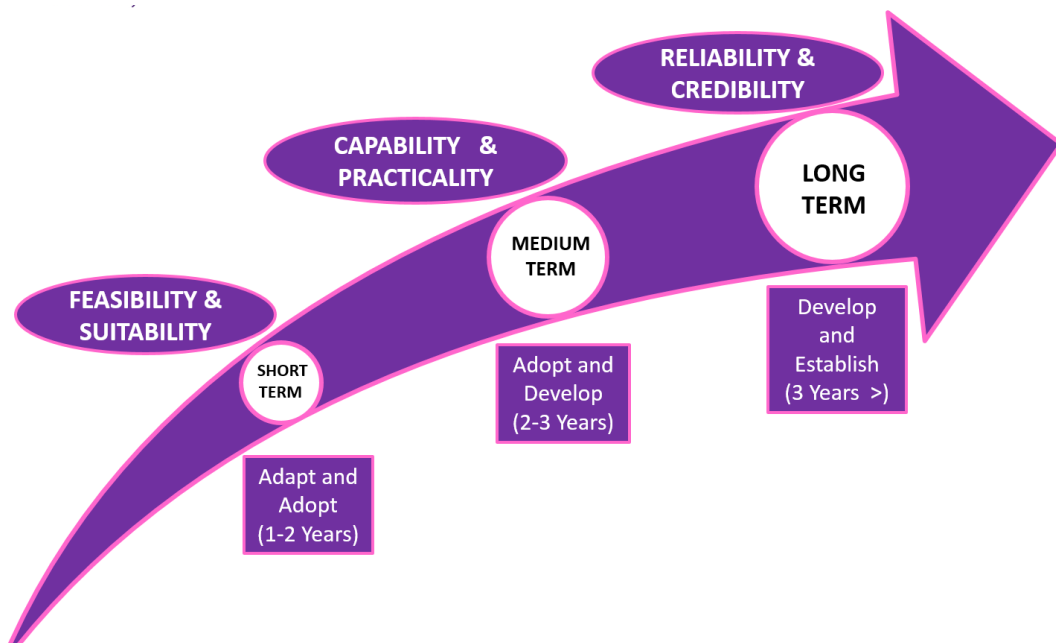 RELIABILITY &
CREDIBILITY
CAPABILITY &
PRACTICALITY
LONG
TERM
MEDIUM
TERM
FEASIBILITY &
SUITABILITY
Develop
and
Establish
(3 Years >)
SHORT
TERM
Adopt and
Develop
(2-3 Years)
Adapt and
Adopt
(1-2 Years)